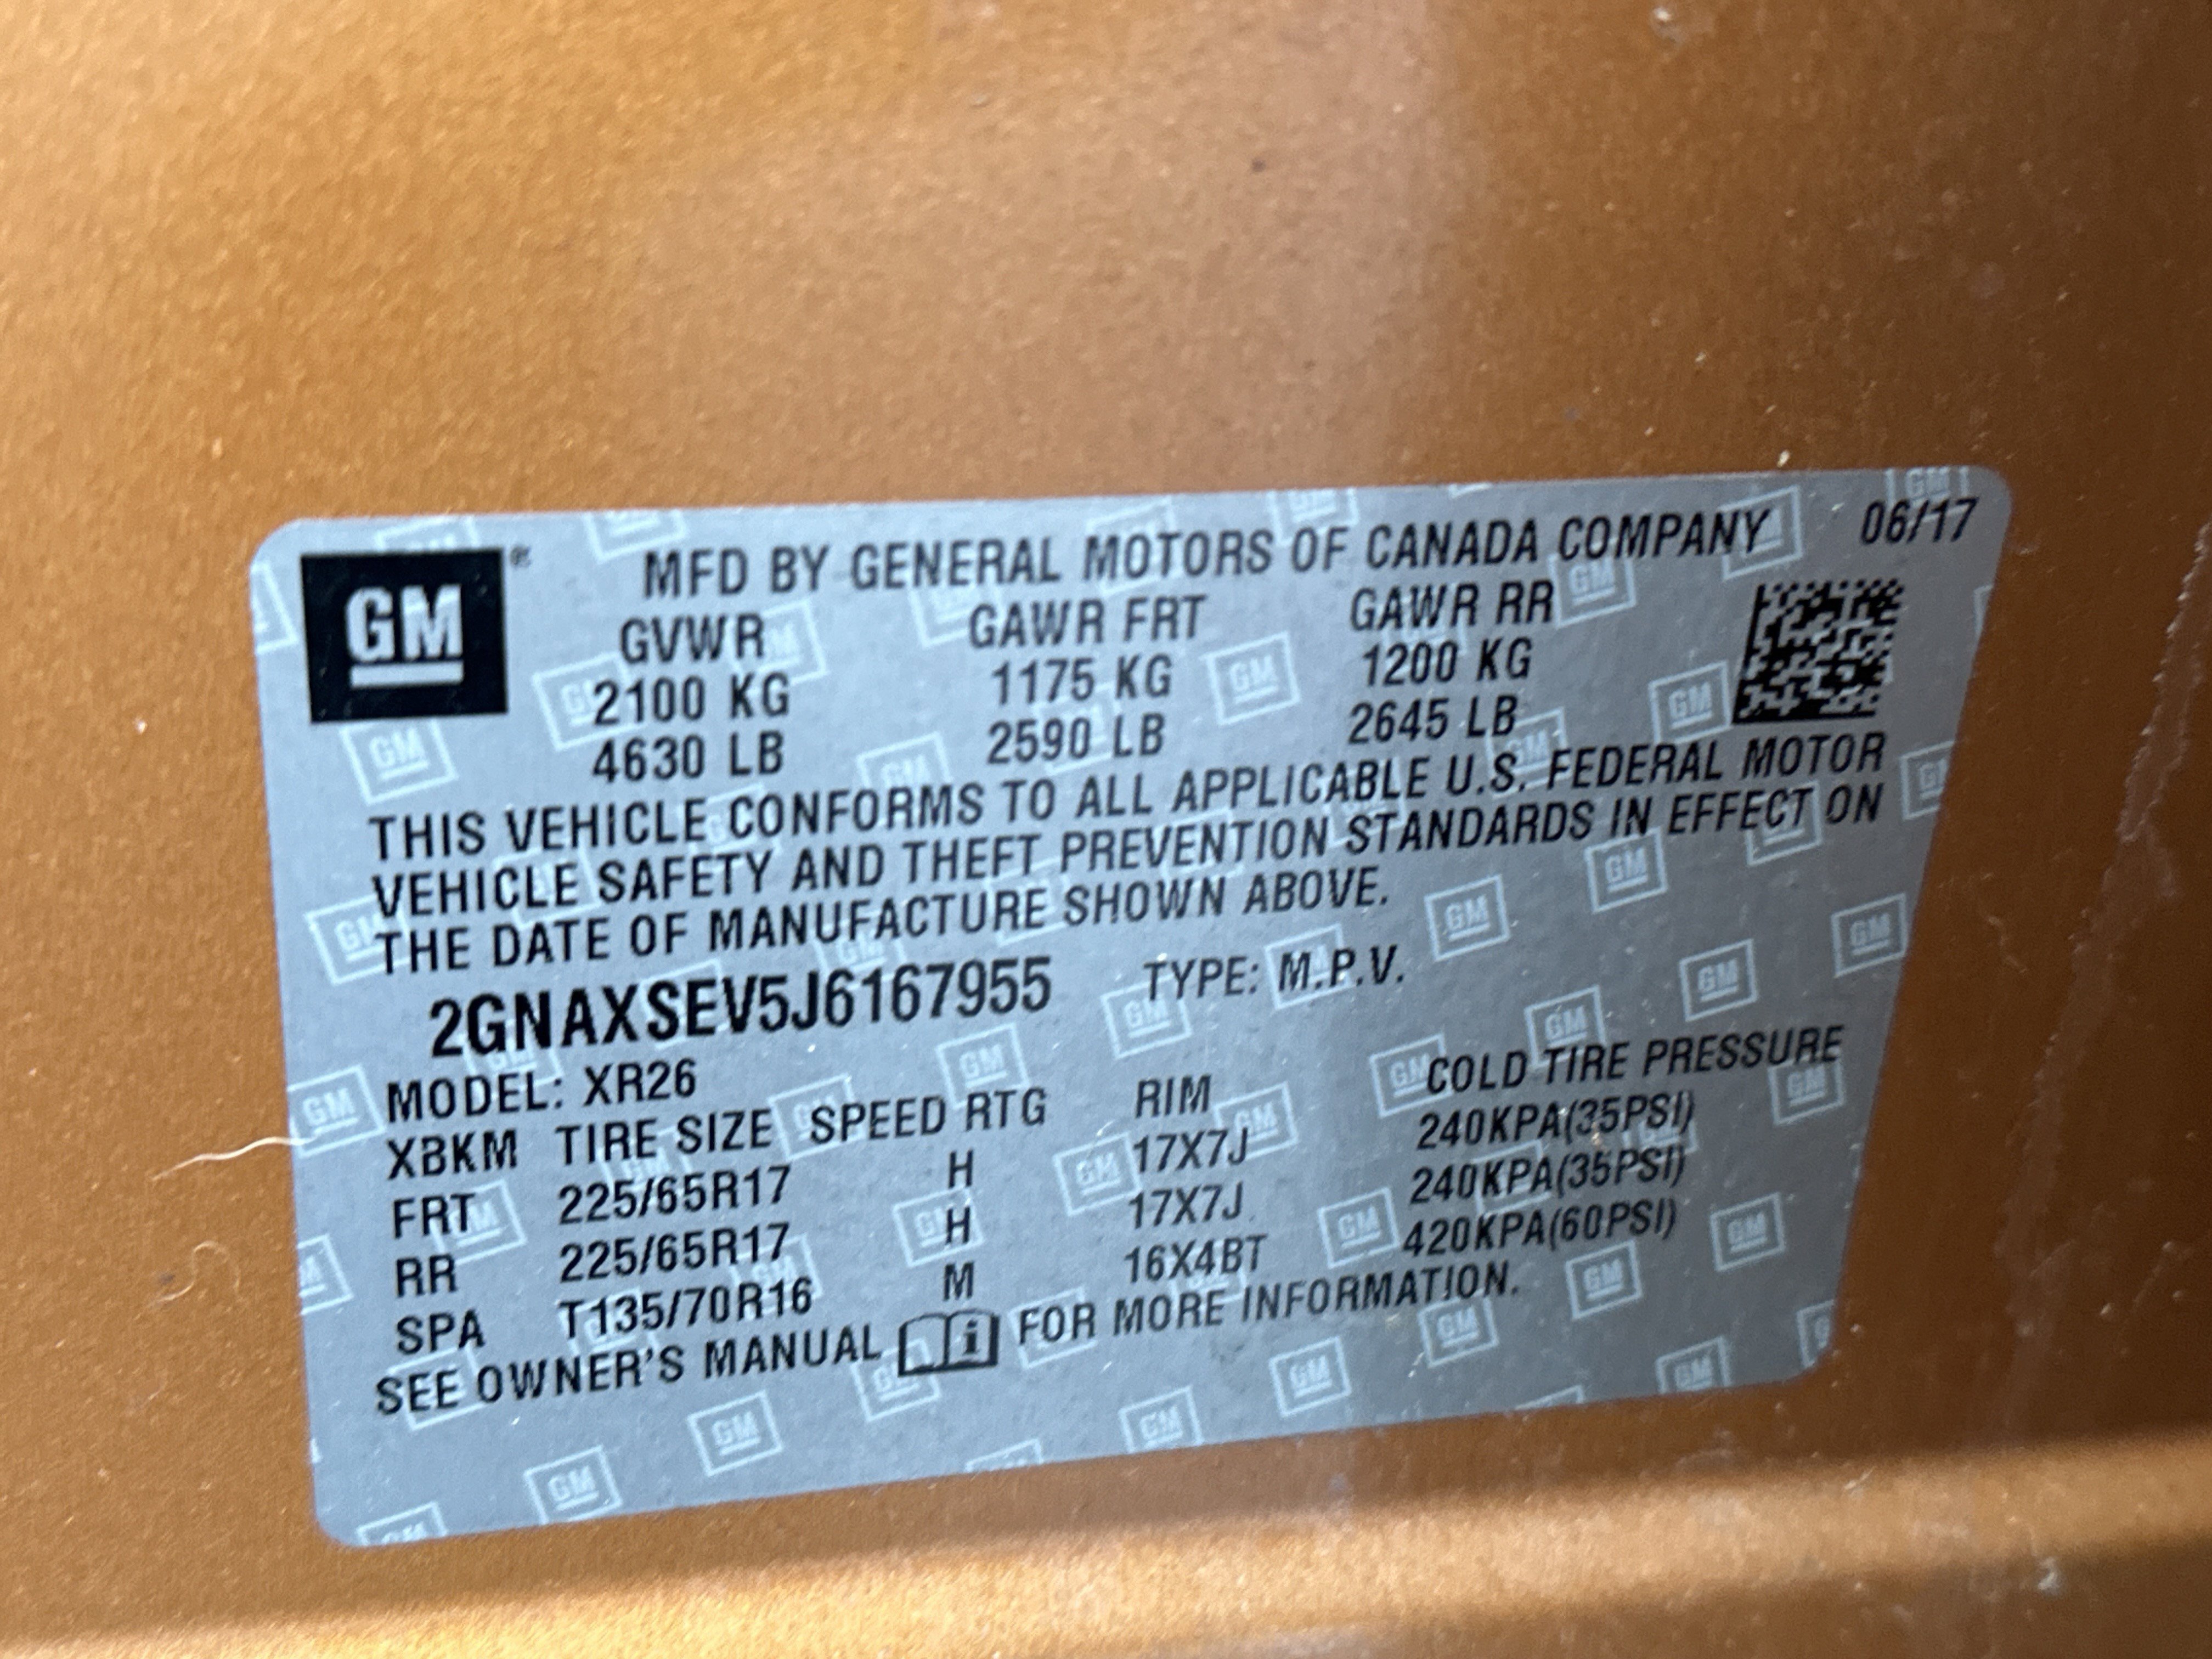 GM ®
MFD BY GENERAL MOTORS OF CANADA COMPANY 06/17
GVWR GAWR FRT GAWR RR
2100 KG 1175 KG 1200 KG
4630 LB 2590 LB 2645 LB
THIS VEHICLE CONFORMS TO ALL APPLICABLE U.S. FEDERAL MOTOR
VEHICLE SAFETY AND THEFT PREVENTION STANDARDS IN EFFECT ON
THE DATE OF MANUFACTURE SHOWN ABOVE.
2GNAXSEV5J6167955 TYPE: M.P.V.
MODEL: XR26
XBKM TIRE SIZE SPEED RTG RIM COLD TIRE PRESSURE
FRT 225/65R17 H 17X7J 240KPA(35PSI)
RR 225/65R17 H 17X7J 240KPA(35PSI)
SPA T135/70R16 M 16X4BT 420KPA(60PSI)
SEE OWNER'S MANUAL FOR MORE INFORMATION.